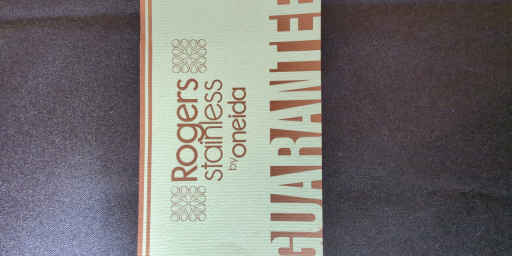 Rogers
stainless
by oneida
GUARANTEE